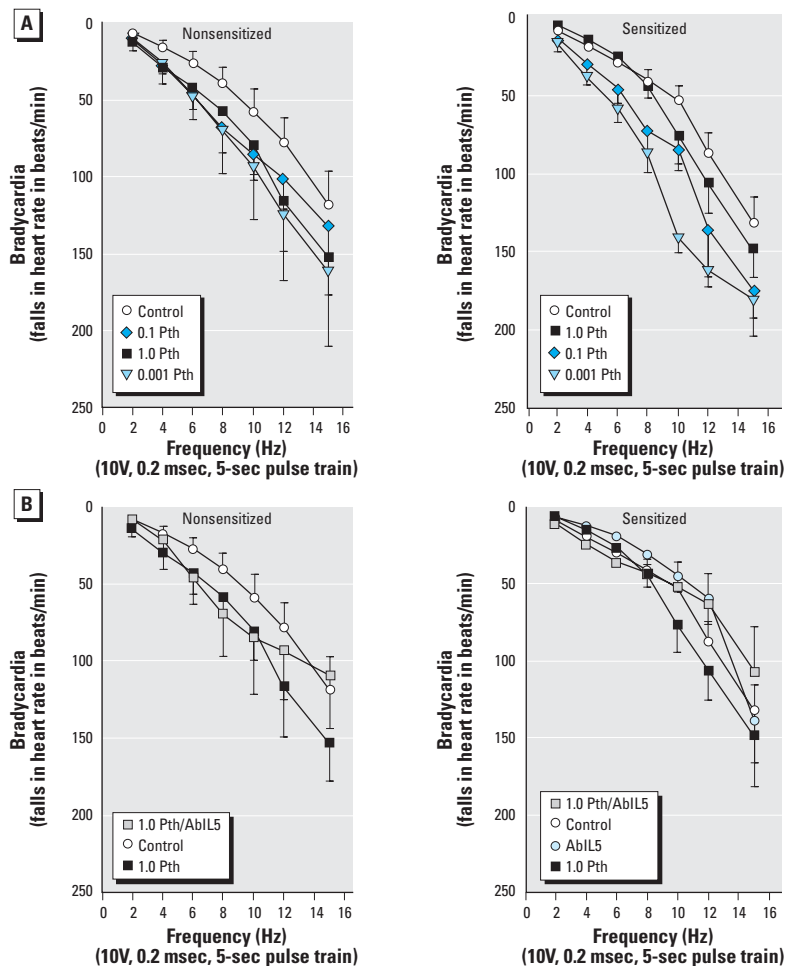 A
Nonsensitized
0
50
100
150
200
250
Bradycardia
(falls in heart rate in beats/min)
Control
0.1 Pth
1.0 Pth
0.001 Pth
0 2 4 6 8 10 12 14 16
Frequency (Hz)
(10V, 0.2 msec, 5-sec pulse train)
Sensitized
0
50
100
150
200
250
Bradycardia
(falls in heart rate in beats/min)
Control
1.0 Pth
0.1 Pth
0.001 Pth
0 2 4 6 8 10 12 14 16
Frequency (Hz)
(10V, 0.2 msec, 5-sec pulse train)
B
Nonsensitized
0
50
100
150
200
250
Bradycardia
(falls in heart rate in beats/min)
1.0 Pth/AbIL5
Control
1.0 Pth
0 2 4 6 8 10 12 14 16
Frequency (Hz)
(10V, 0.2 msec, 5-sec pulse train)
Sensitized
0
50
100
150
200
250
Bradycardia
(falls in heart rate in beats/min)
1.0 Pth/AbIL5
Control
AbIL5
1.0 Pth
0 2 4 6 8 10 12 14 16
Frequency (Hz)
(10V, 0.2 msec, 5-sec pulse train)